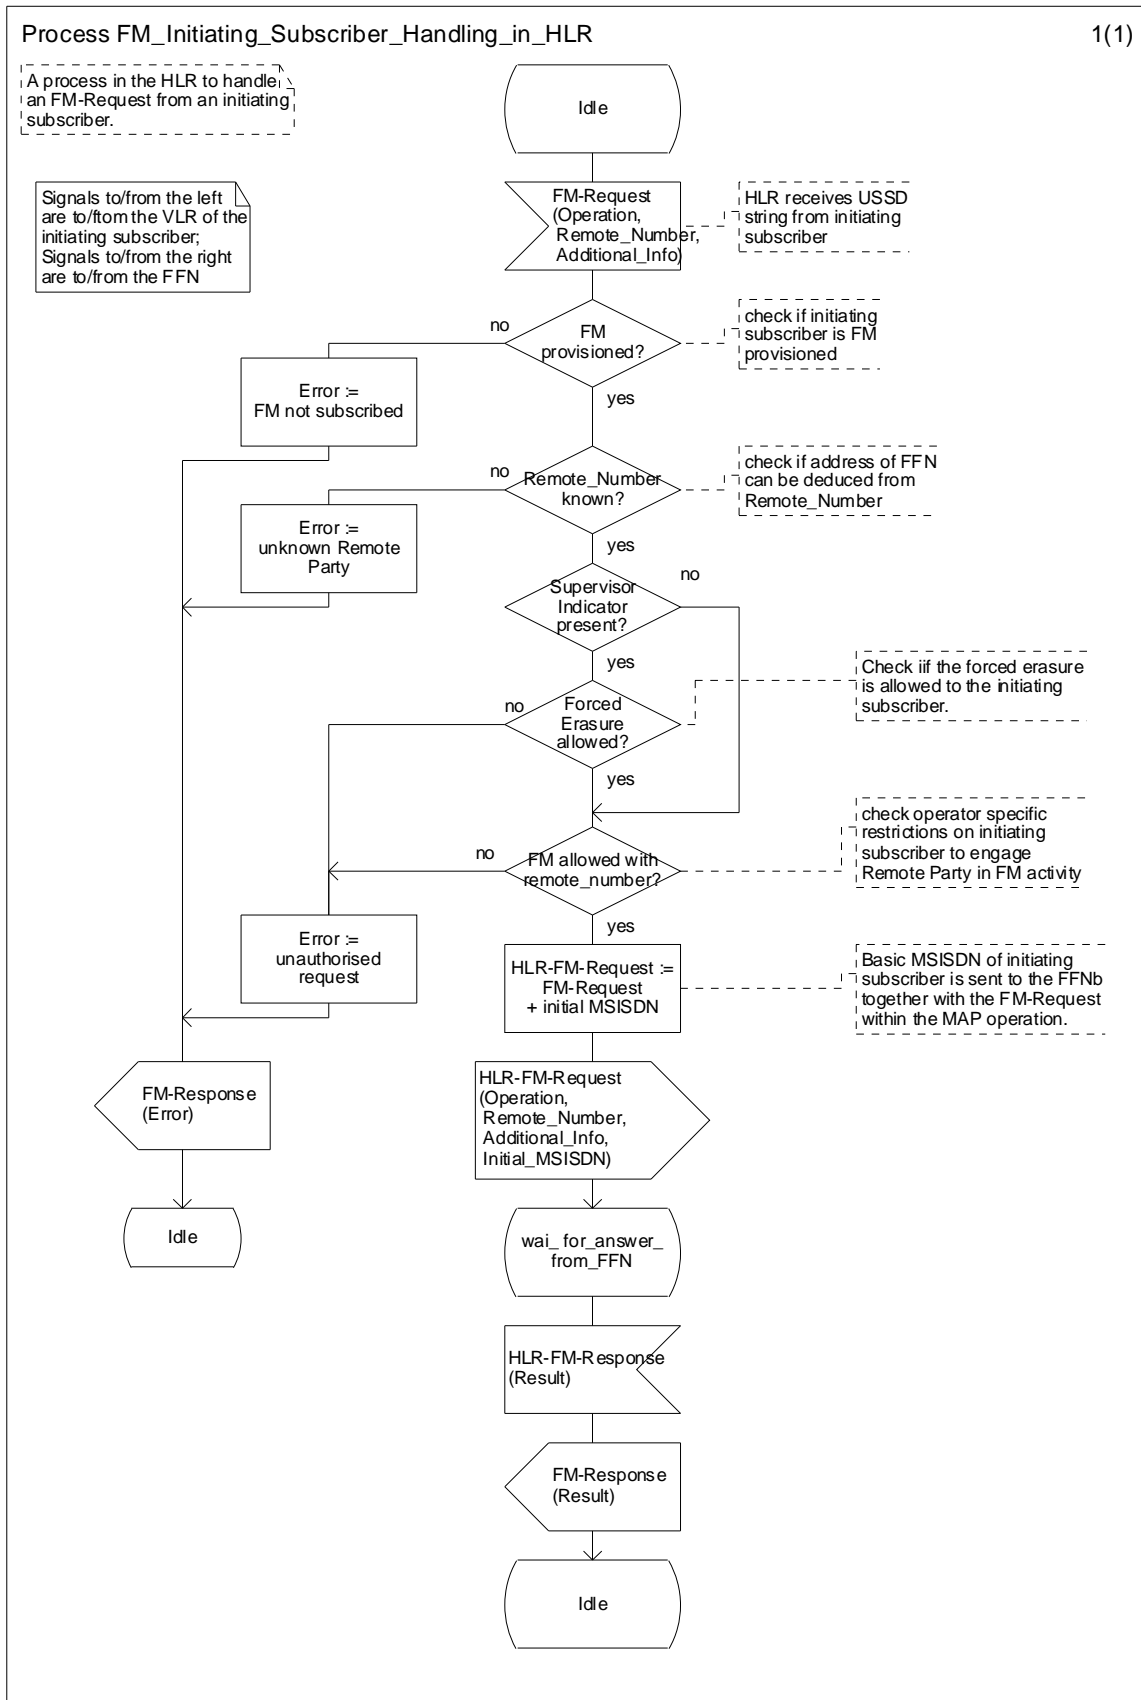 Process FM_Initiating_Subscriber_Handling_in_HLR
1(1)
A process in the HLR to handle
an FM-Request from an initiating
subscriber.
Idle
Signals to/from the left
are to/ftom the VLR of the
initiating subscriber;
Signals to/from the right
are to/from the FFN
FM-Request
(Operation,
Remote_Number,
Additional_Info)
HLR receives USSD
string from initiating
subscriber
no
FM
provisioned?
check if initiating
subscriber is FM
provisioned
Error :=
FM not subscribed
yes
no
Remote_Number
known?
check if address of FFN
can be deduced from
Remote_Number
Error :=
unknown Remote
Party
yes
Supervisor
Indicator
present?
no
yes
Check iif the forced erasure
is allowed to the initiating
subscriber.
no
Forced
Erasure
allowed?
yes
check operator specific
restrictions on initiating
subscriber to engage
Remote Party in FM activity
no
FM allowed with
remote_number?
yes
Error :=
unauthorised
request
HLR-FM-Request :=
FM-Request
+ initial MSISDN
Basic MSISDN of initiating
subscriber is sent to the FFNb
together with the FM-Request
within the MAP operation.
FM-Response
(Error)
HLR-FM-Request
(Operation,
Remote_Number,
Additional_Info,
Initial_MSISDN)
Idle
wai_ for_answer_
from_FFN
HLR-FM-Response
(Result)
FM-Response
(Result)
Idle